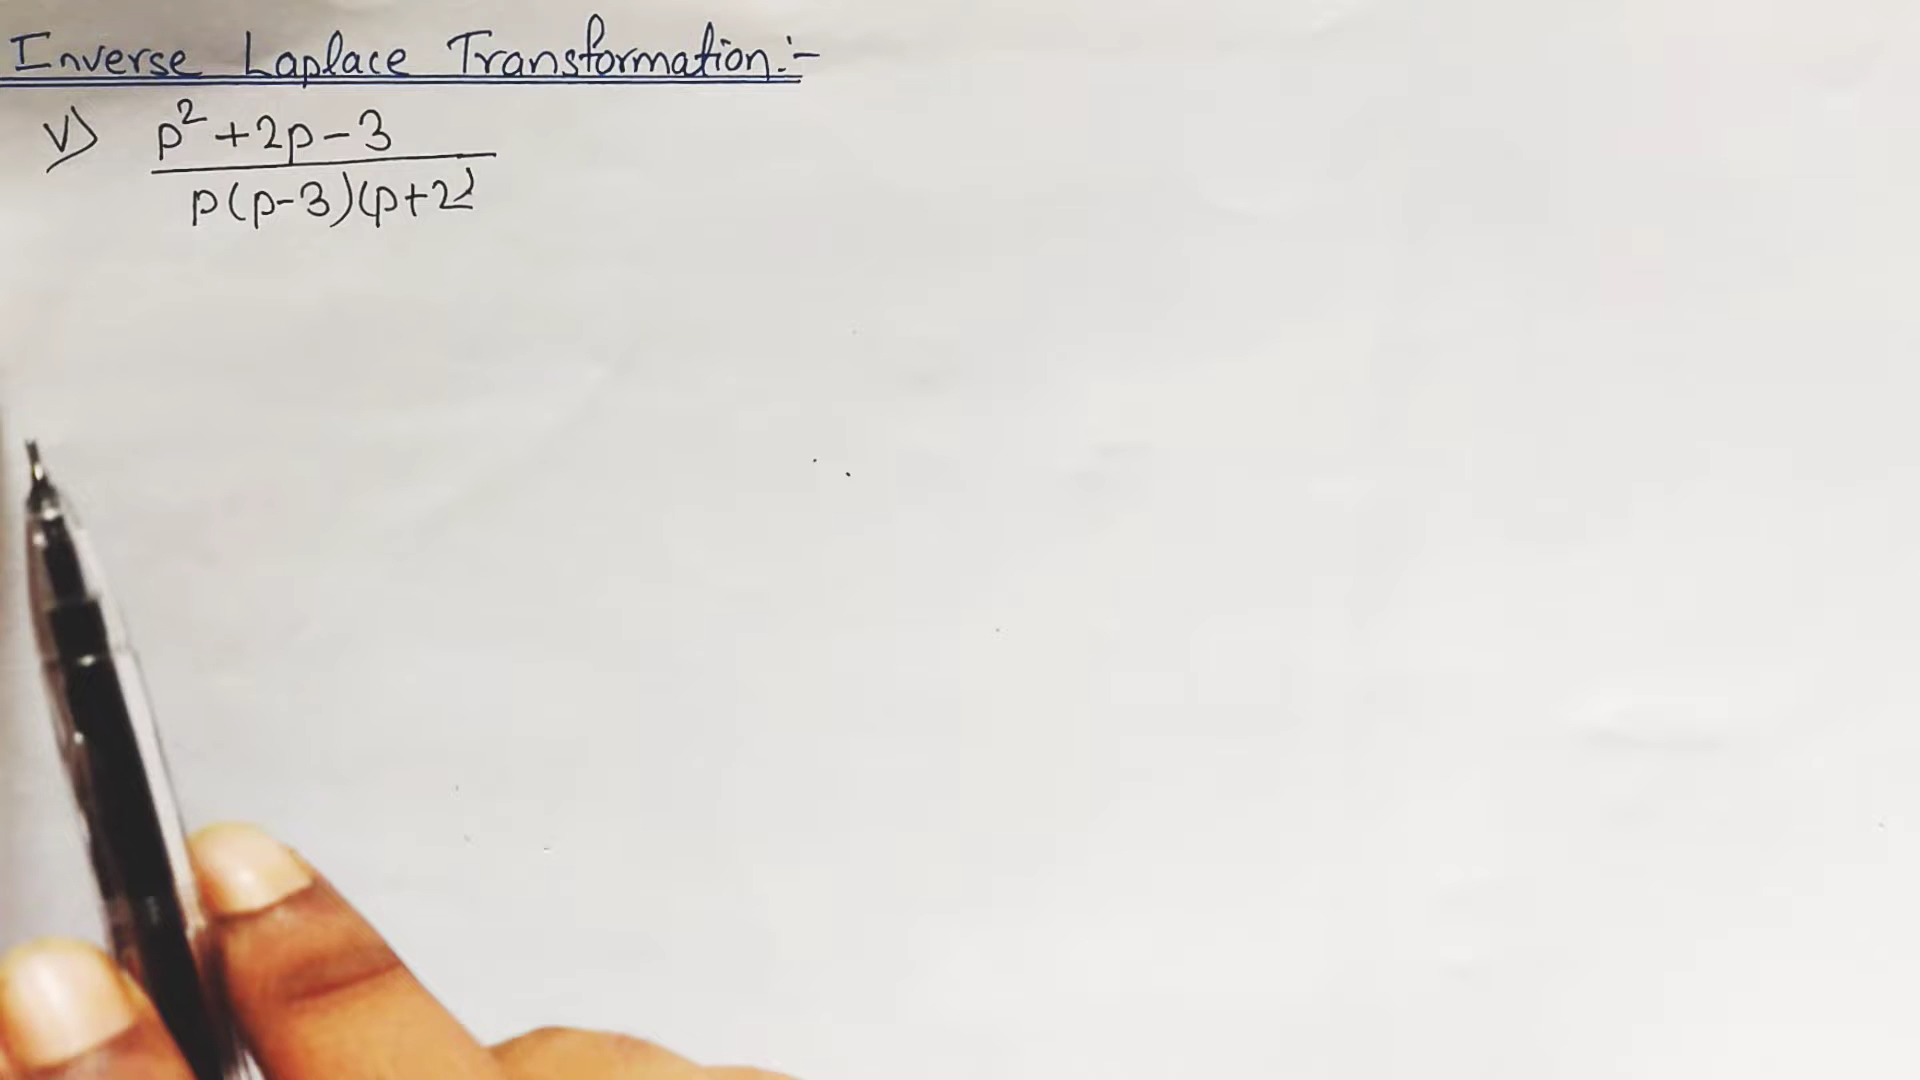 Inverse Laplace Transformation:-
V) p²+2p-3
p(p-3)(p+2)